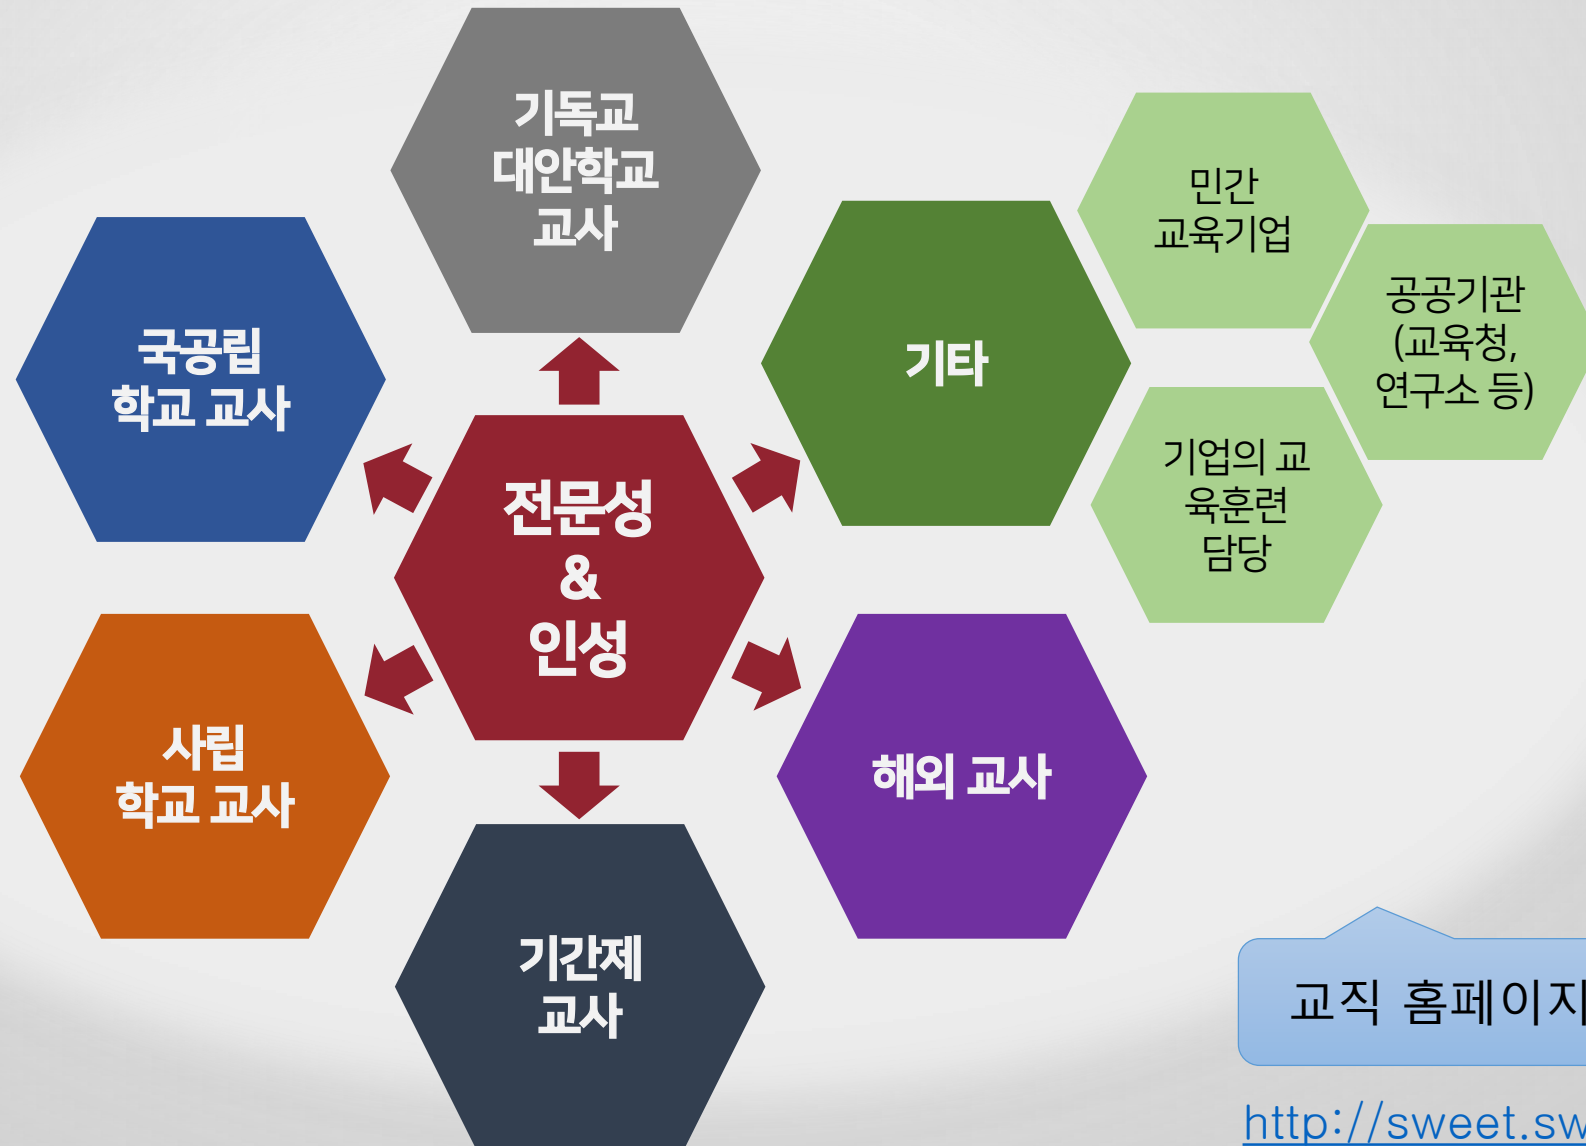 기독교
대안학교
교사
국공립
학교 교사
전문성
&
인성
기타
민간
교육기업
공공기관
(교육청,
연구소 등)
기업의 교
육훈련
담당
사립
학교 교사
해외 교사
기간제
교사
교직 홈페이지
http://sweet.sw